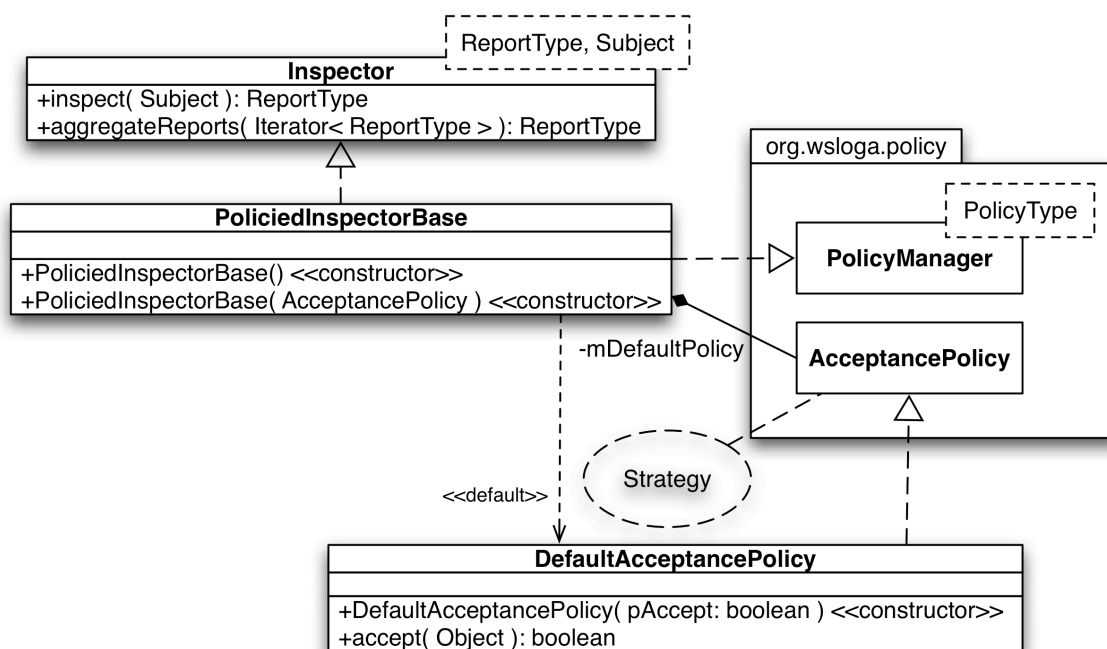 ReportType, Subject
Inspector
+inspect( Subject ): ReportType
+aggregateReports( Iterator< ReportType > ): ReportType
org.wsloga.policy
PolicyType
PolicyManager
PoliciedInspectorBase
+PoliciedInspectorBase() <<constructor>>
+PoliciedInspectorBase( AcceptancePolicy ) <<constructor>>
-mDefaultPolicy
AcceptancePolicy
Strategy
<<default>>
DefaultAcceptancePolicy
+DefaultAcceptancePolicy( pAccept: boolean ) <<constructor>>
+accept( Object ): boolean